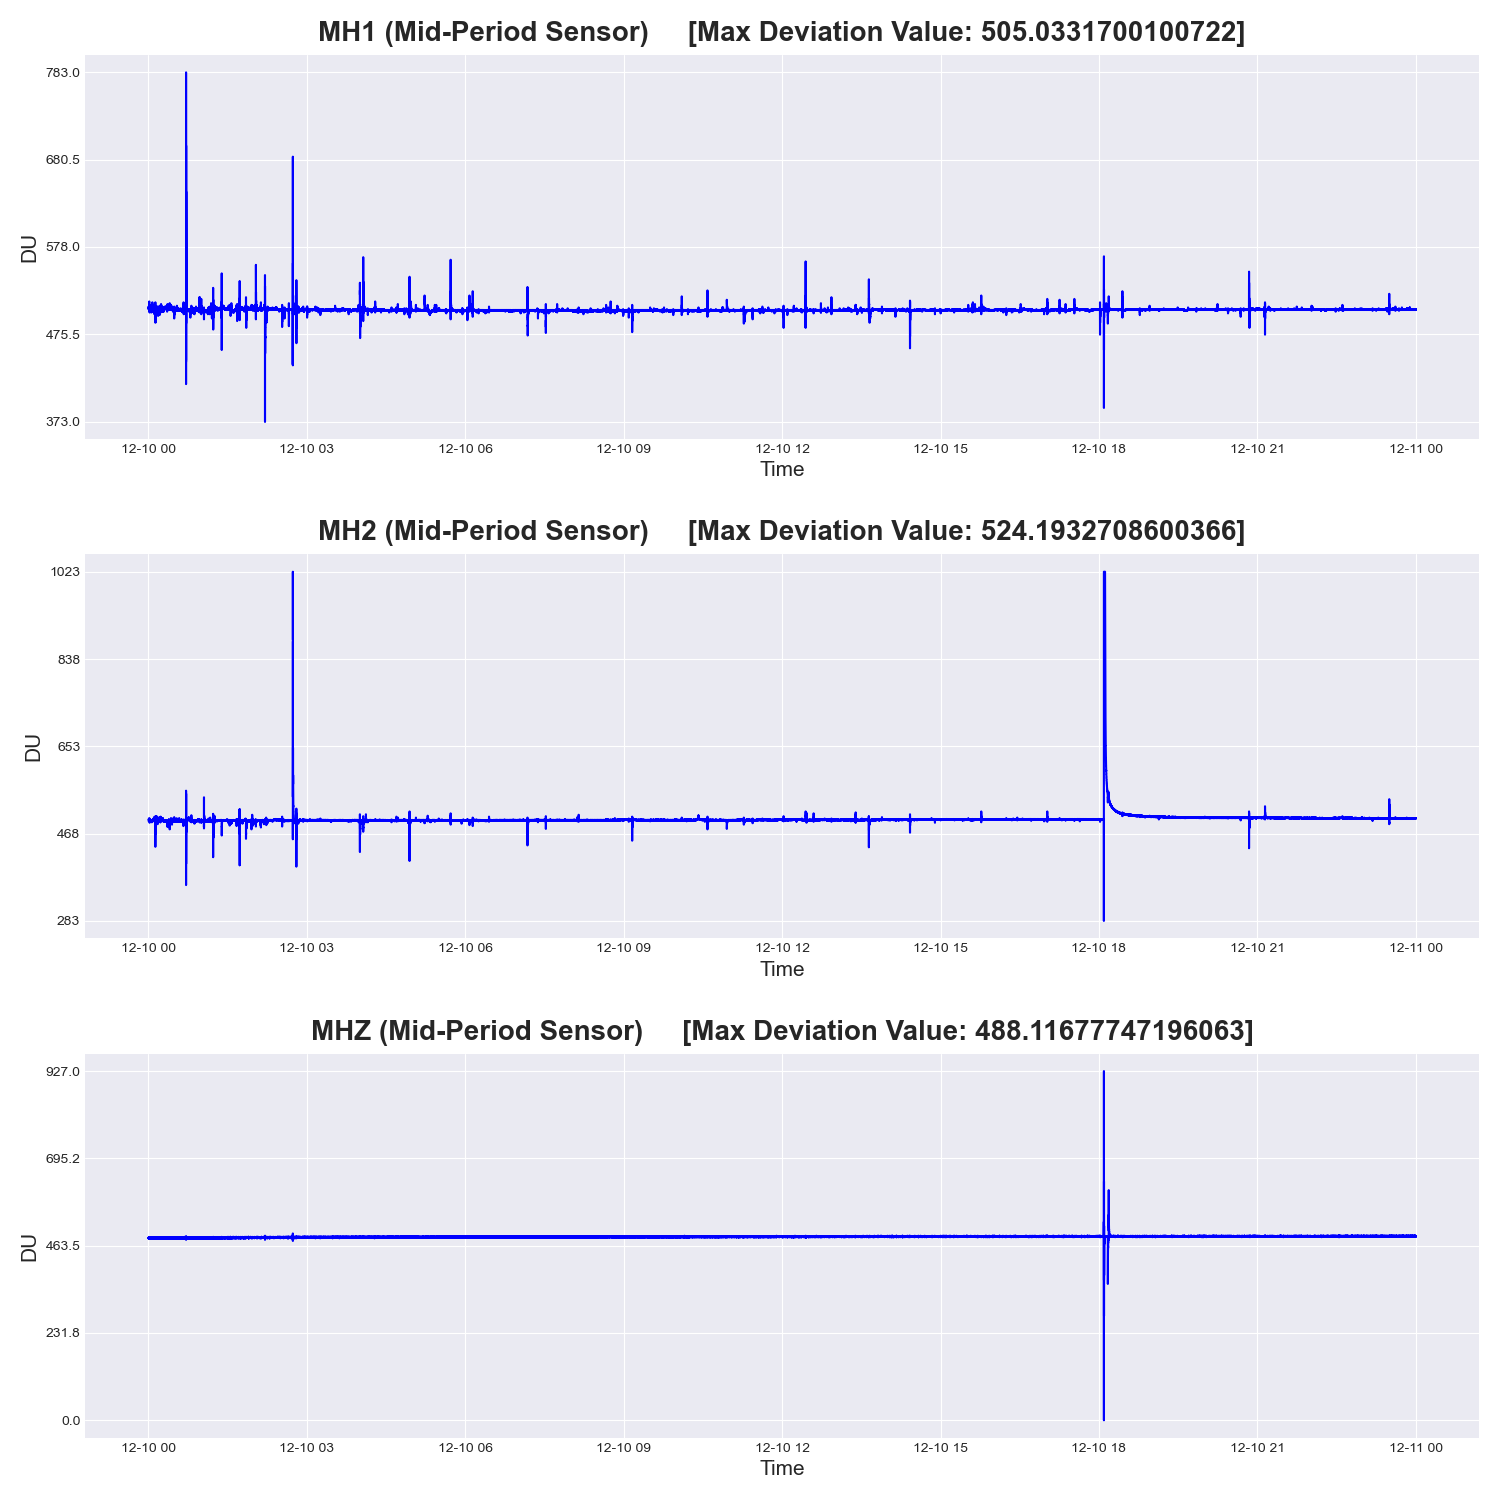 MH1 (Mid-Period Sensor) [Max Deviation Value: 505.0331700100722]
783.0
680.5
578.0
475.5
373.0
DU
12-10 00 12-10 03 12-10 06 12-10 09 12-10 12 12-10 15 12-10 18 12-10 21 12-11 00
Time
MH2 (Mid-Period Sensor) [Max Deviation Value: 524.1932708600366]
1023
838
653
468
283
DU
12-10 00 12-10 03 12-10 06 12-10 09 12-10 12 12-10 15 12-10 18 12-10 21 12-11 00
Time
MHZ (Mid-Period Sensor) [Max Deviation Value: 488.11677747196063]
927.0
695.2
463.5
231.8
0.0
DU
12-10 00 12-10 03 12-10 06 12-10 09 12-10 12 12-10 15 12-10 18 12-10 21 12-11 00
Time